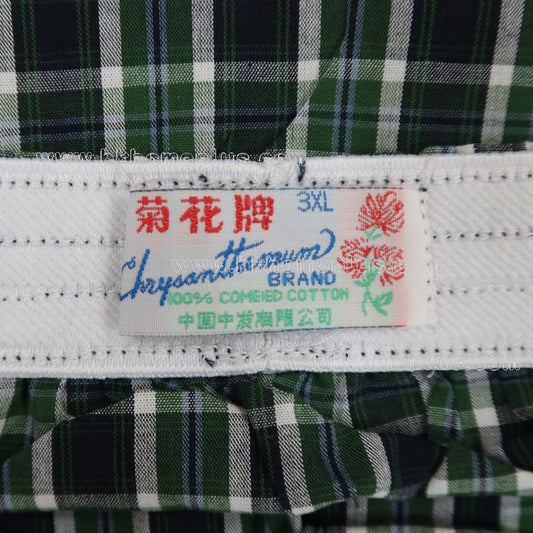 菊花牌 3XL
Chrysanthemum
BRAND
100% COMBED COTTON
中国中发有限公司